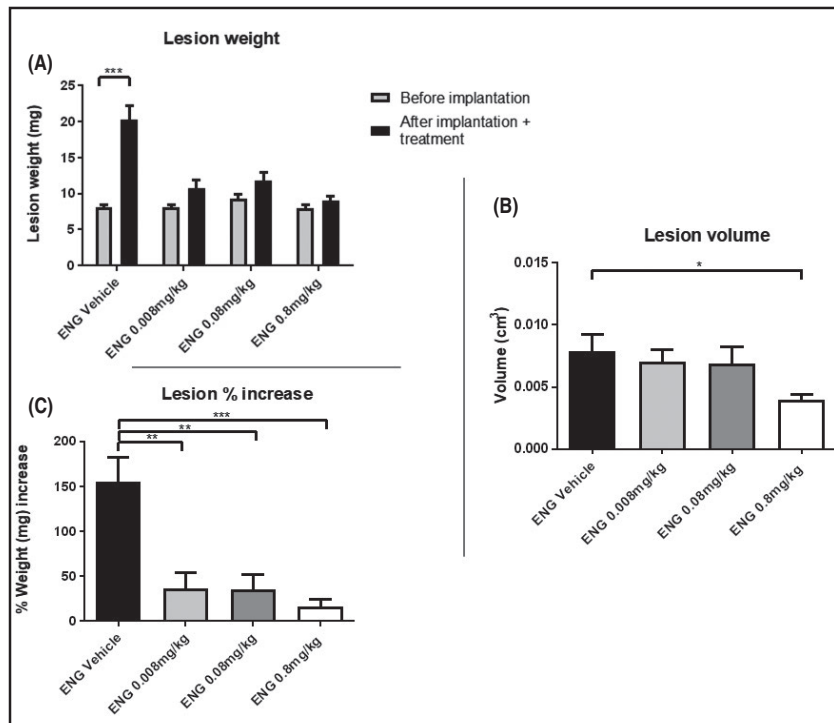 Lesion weight
(A)
***
Before implantation
After implantation +
treatment
Lesion weight (mg)
25
20
15
10
5
0
ENG Vehicle
ENG 0.008mg/kg
ENG 0.08mg/kg
ENG 0.8mg/kg
(B)
Lesion volume
*
Volume (cm³)
0.015
0.010
0.005
0.000
ENG Vehicle
ENG 0.008mg/kg
ENG 0.08mg/kg
ENG 0.8mg/kg
(C)
Lesion % increase
***
**
**
% Weight (mg) increase
200
150
100
50
0
ENG Vehicle
ENG 0.008mg/kg
ENG 0.08mg/kg
ENG 0.8mg/kg